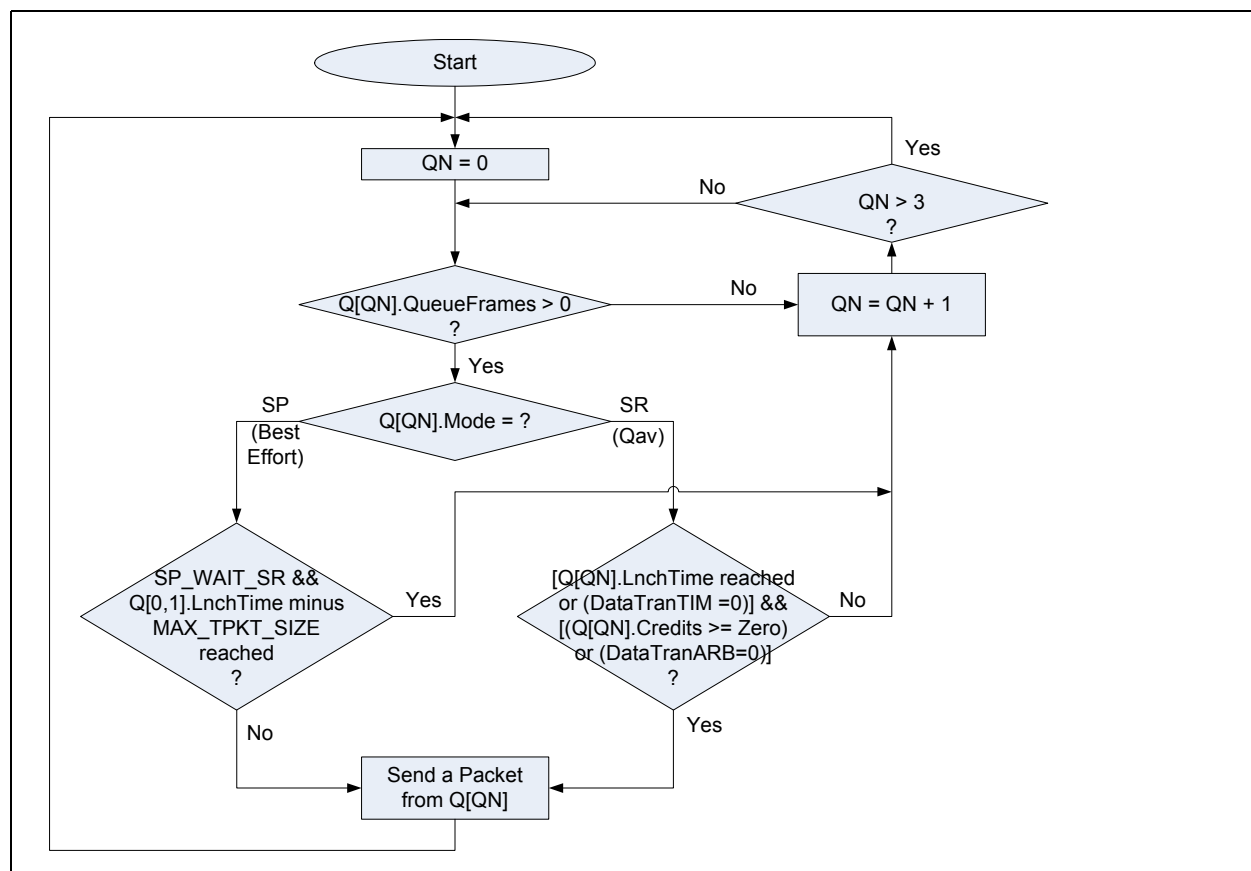 Start
QN = 0
Yes
No
QN > 3
?
Q[QN].QueueFrames > 0
?
No
QN = QN + 1
Yes
SP
(Best
Effort)
Q[QN].Mode = ?
SR
(Qav)
SP_WAIT_SR &&
Q[0,1].LnchTime minus
MAX_TPKT_SIZE
reached
?
Yes
[Q[QN].LnchTime reached
or (DataTranTIM =0)] &&
[(Q[QN].Credits >= Zero)
or (DataTranARB=0)]
?
No
No
Yes
Send a Packet
from Q[QN]